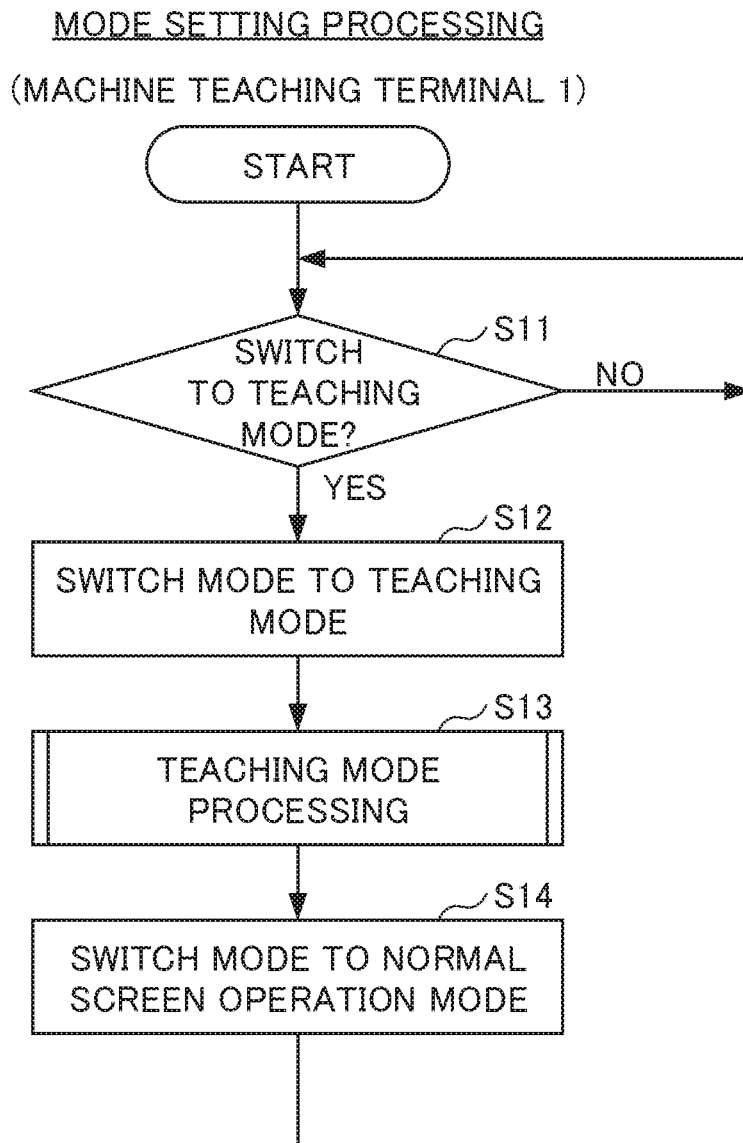 MODE SETTING PROCESSING
(MACHINE TEACHING TERMINAL 1)
START
S11
SWITCH
TO TEACHING
MODE?
NO
YES
S12
SWITCH MODE TO TEACHING
MODE
S13
TEACHING MODE
PROCESSING
S14
SWITCH MODE TO NORMAL
SCREEN OPERATION MODE